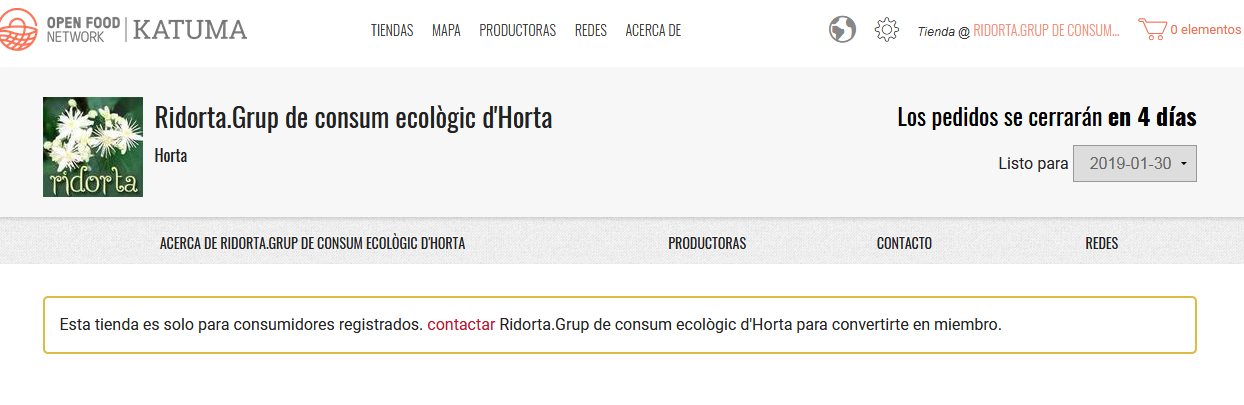 OPEN FOOD NETWORK KATUMA
TIENDAS MAPA PRODUCTORAS REDES ACERCA DE
Tienda @ RIDORTA.GRUP DE CONSUM... 0 elementos
ridorta
Ridorta.Grup de consum ecològic d'Horta
Horta
Los pedidos se cerrarán en 4 días
Listo para 2019-01-30
ACERCA DE RIDORTA.GRUP DE CONSUM ECOLÒGIC D'HORTA PRODUCTORAS CONTACTO REDES
Esta tienda es solo para consumidores registrados. contactar Ridorta.Grup de consum ecològic d'Horta para convertirte en miembro.